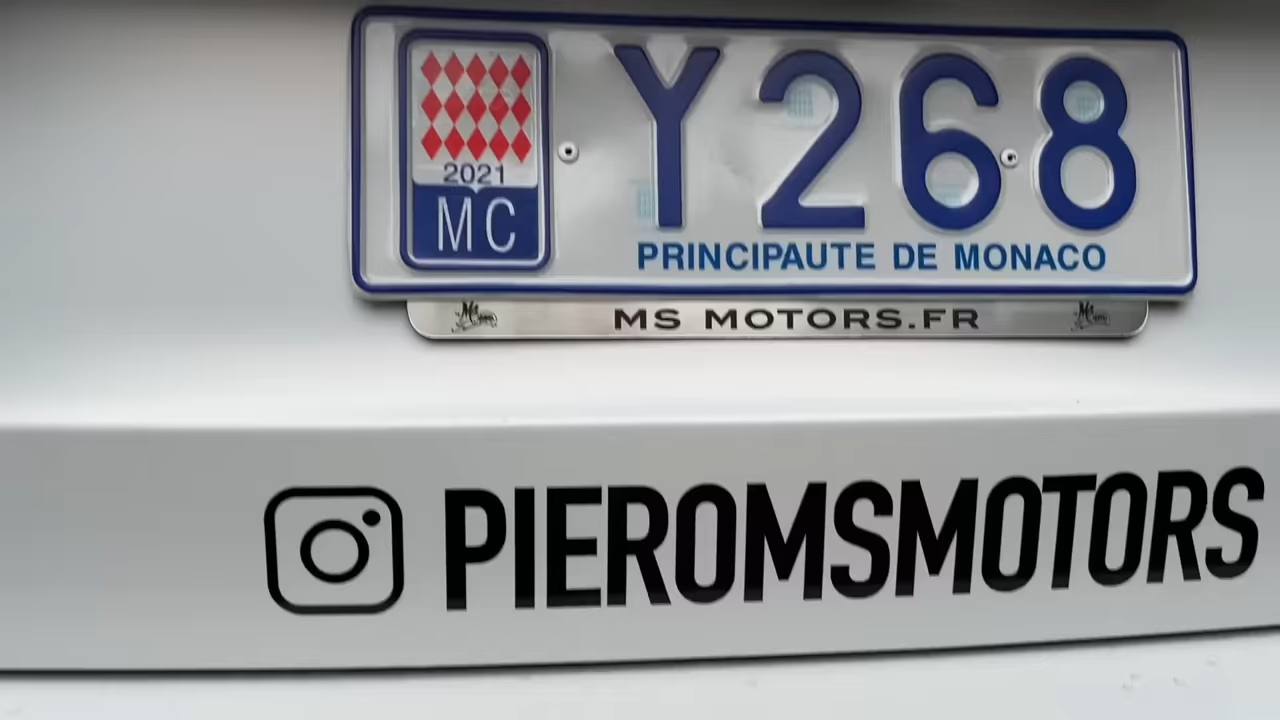 2021
MC
Y268
PRINCIPAUTE DE MONACO
MS MOTORS.FR
PIEROMSMOTORS